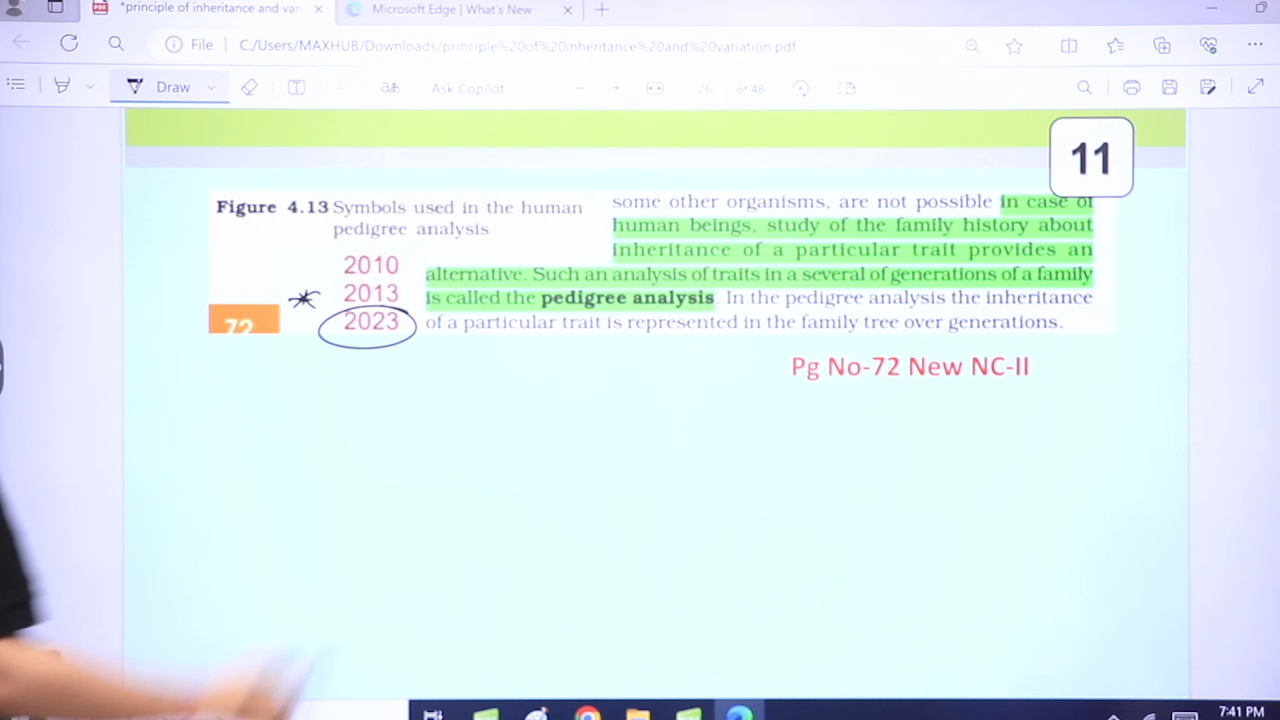 *principle of inheritance and vari
Microsoft Edge | What's New
File
C:/Users/MAXHUB/Downloads/principle%20of%20inheritance%20and%20variation.pdf
Draw
Ask Copilot
26 of 48
11
Figure 4.13 Symbols used in the human
pedigree analysis
2010
2013
2023
72
some other organisms, are not possible in case of
human beings, study of the family history about
inheritance of a particular trait provides an
alternative. Such an analysis of traits in a several of generations of a family
is called the pedigree analysis. In the pedigree analysis the inheritance
of a particular trait is represented in the family tree over generations.
Pg No-72 New NC-II
7:41 PM